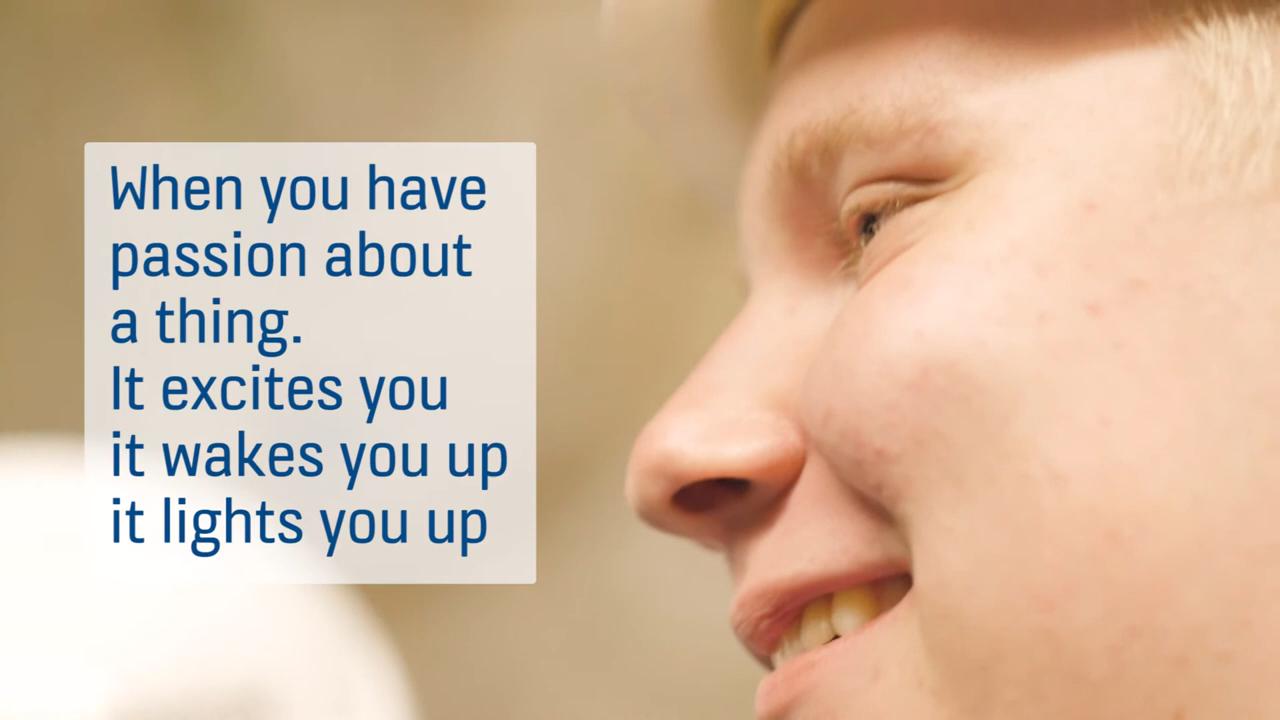 When you have
passion about
a thing.
It excites you
it wakes you up
it lights you up